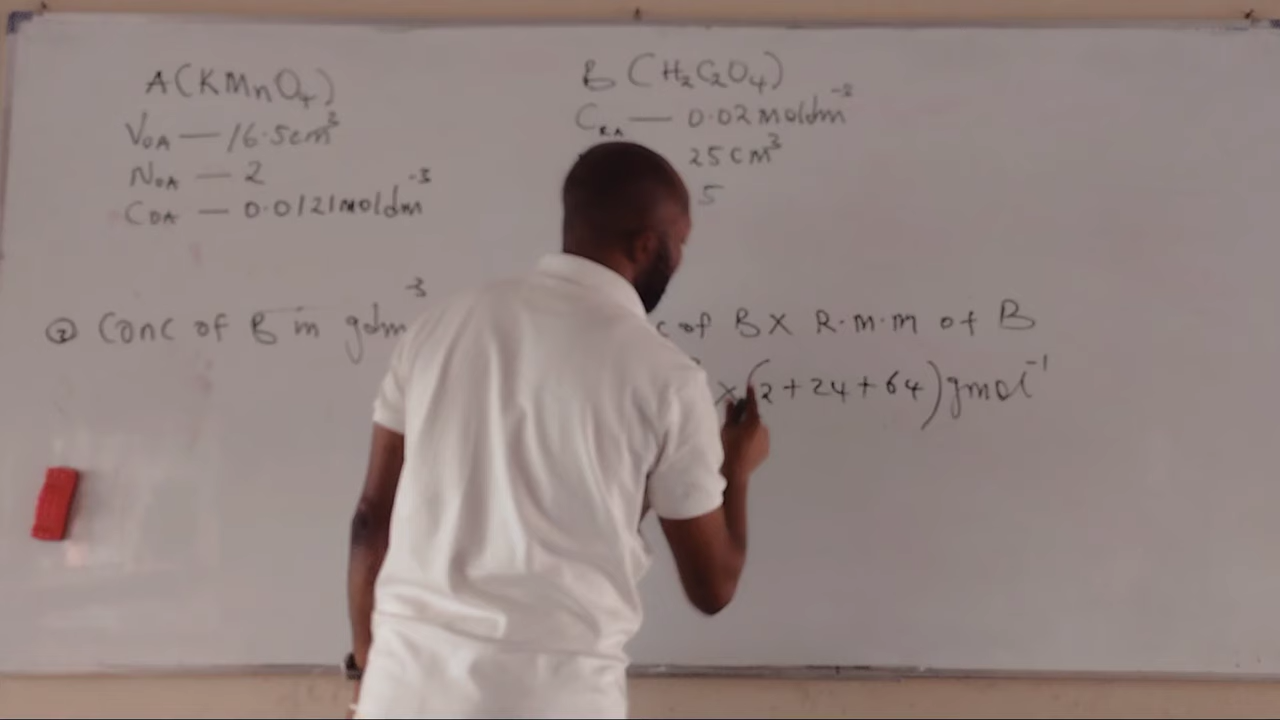 A(KMnO₄)
VOA — 16.5cm³
NOA — 2
COA — 0.0121moldm⁻³
B (H₂C₂O₄)
CRA — 0.02moldm⁻³
25cm³
5
② Conc of B in gdm⁻³
c of B X R.m.m of B
x (2+24+64)gmol⁻¹